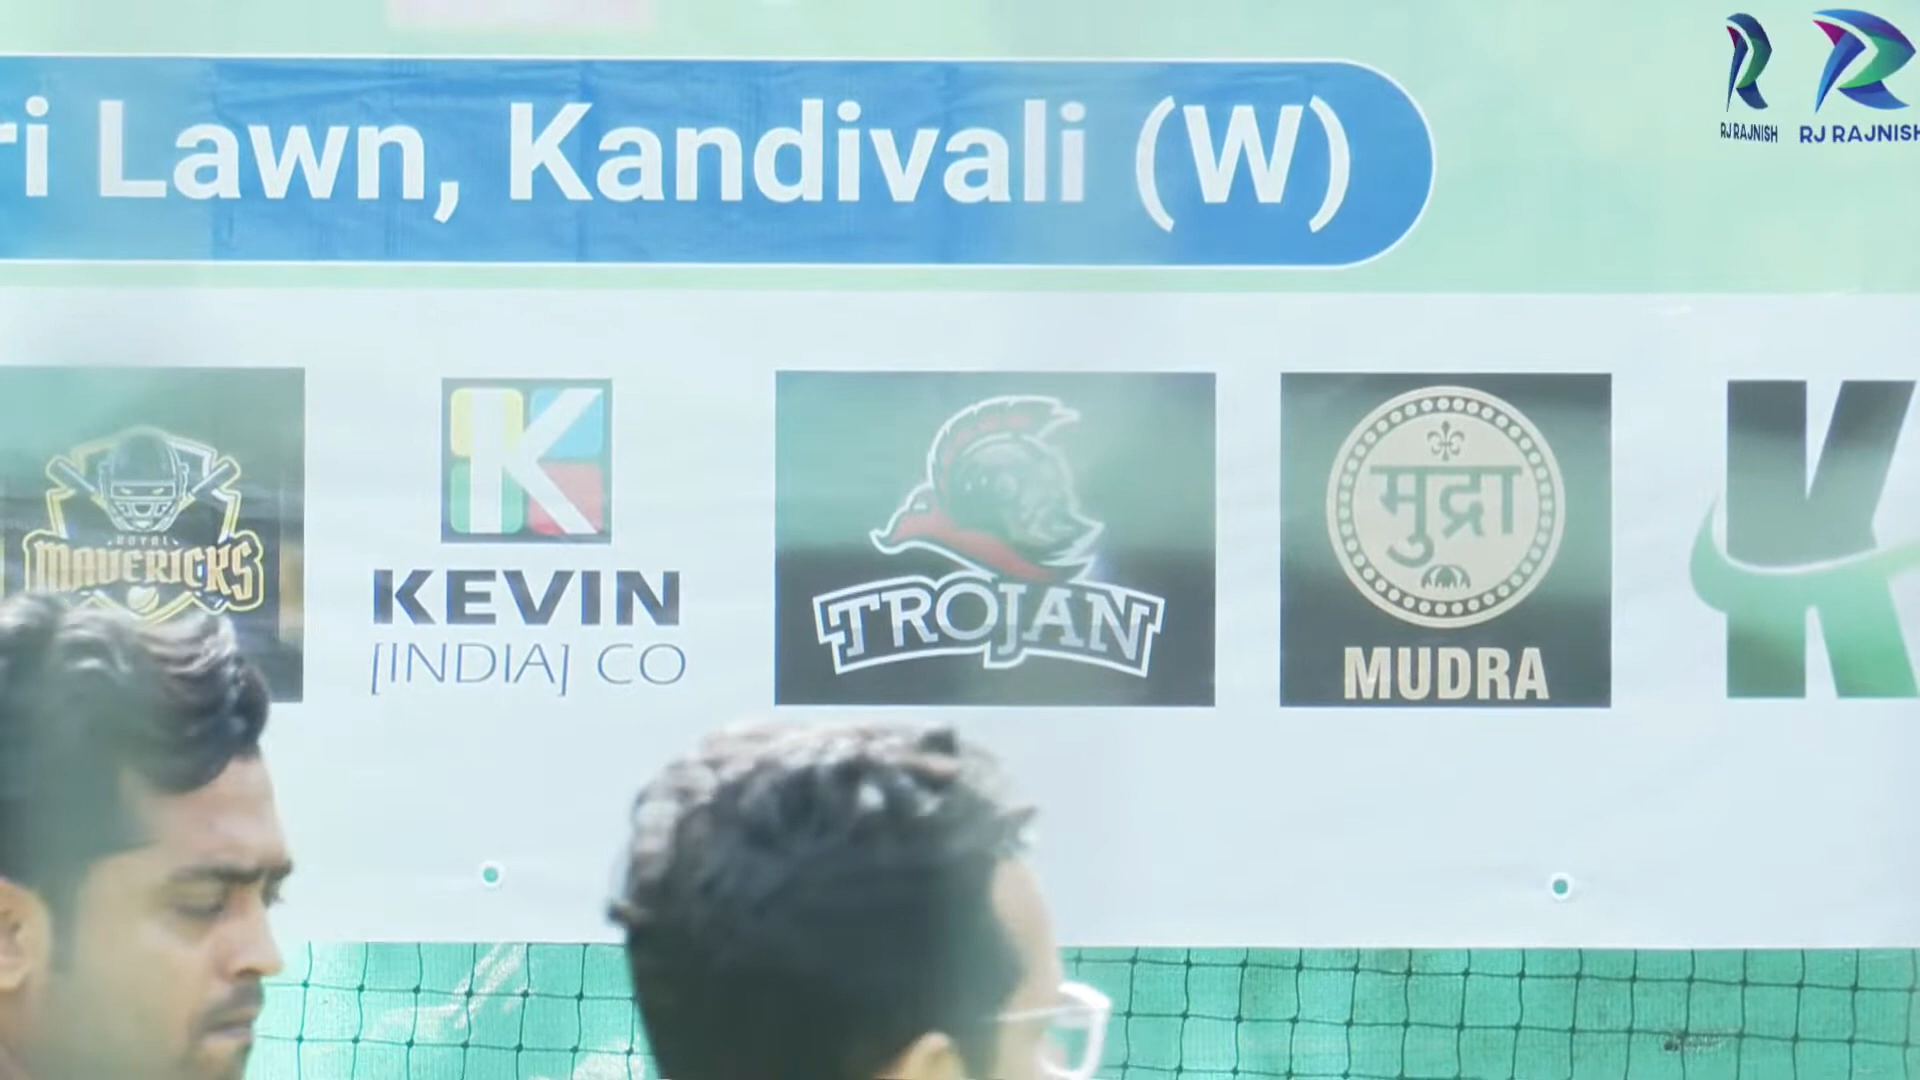 RJ RAJNISH
RJ RAJNISH
ri Lawn, Kandivali (W)
ROYAL
MAVERICKS
K
KEVIN
[INDIA] CO
TROJAN
मुद्रा
MUDRA
K